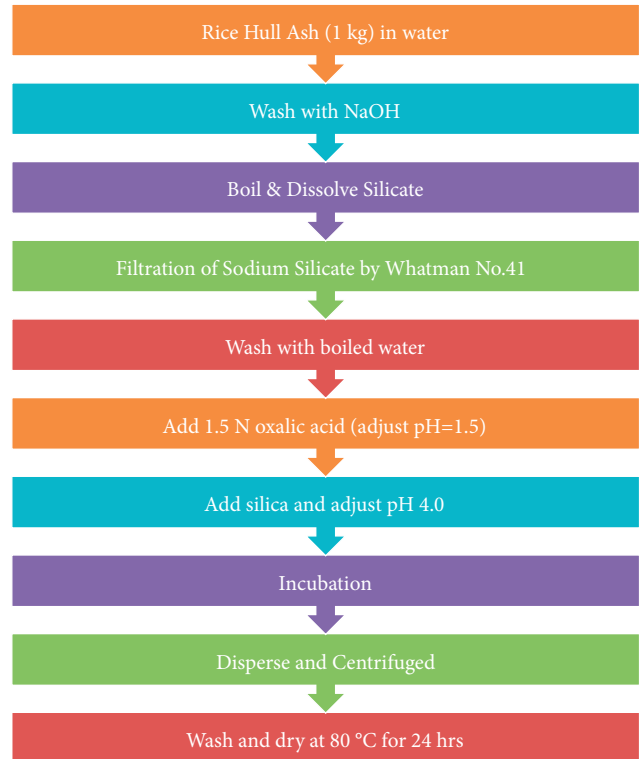 Rice Hull Ash (1 kg) in water
Wash with NaOH
Boil & Dissolve Silicate
Filtration of Sodium Silicate by Whatman No.41
Wash with boiled water
Add 1.5 N oxalic acid (adjust pH=1.5)
Add silica and adjust pH 4.0
Incubation
Disperse and Centrifuged
Wash and dry at 80 °C for 24 hrs